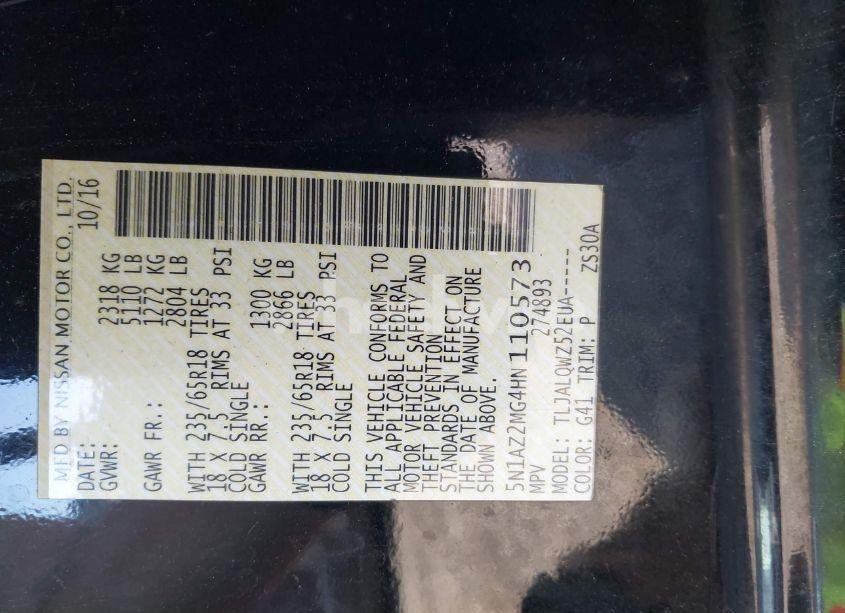 MFD BY NISSAN MOTOR CO., LTD.
DATE: 10/16
GVWR: 2318 KG
5110 LB
GAWR FR.: 1272 KG
2804 LB
WITH 235/65R18 TIRES
18 X 7.5 RIMS AT 33 PSI
COLD SINGLE
GAWR RR.: 1300 KG
2866 LB
WITH 235/65R18 TIRES
18 X 7.5 RIMS AT 33 PSI
COLD SINGLE
THIS VEHICLE CONFORMS TO
ALL APPLICABLE FEDERAL
MOTOR VEHICLE SAFETY AND
THEFT PREVENTION
STANDARDS IN EFFECT ON
THE DATE OF MANUFACTURE
SHOWN ABOVE.
5N1AZ2MG4HN110573
MPV 274893
MODEL: TLJALQWZ52EUA-----
COLOR: G41 TRIM: P ZS30A